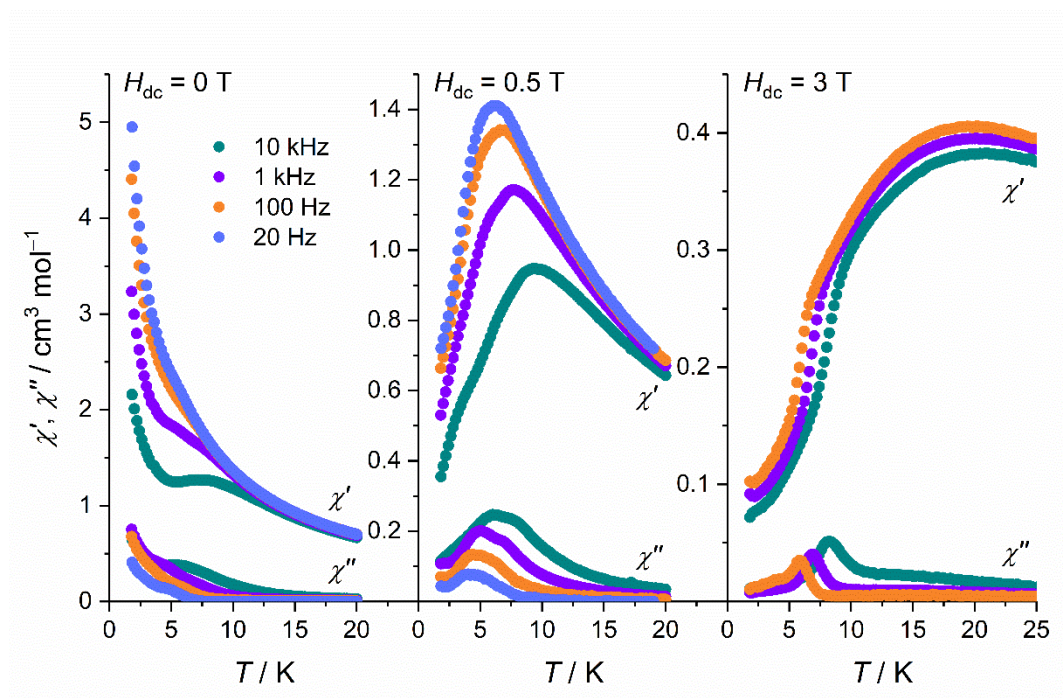 H_dc = 0 T
H_dc = 0.5 T
H_dc = 3 T
10 kHz
1 kHz
100 Hz
20 Hz
χ′, χ″ / cm³ mol⁻¹
5
4
3
2
1
0
χ′
χ″
0 5 10 15 20
T / K
1.4
1.2
1.0
0.8
0.6
0.4
0.2
χ′
χ″
0 5 10 15 20
T / K
0.4
0.3
0.2
0.1
χ′
χ″
0 5 10 15 20 25
T / K